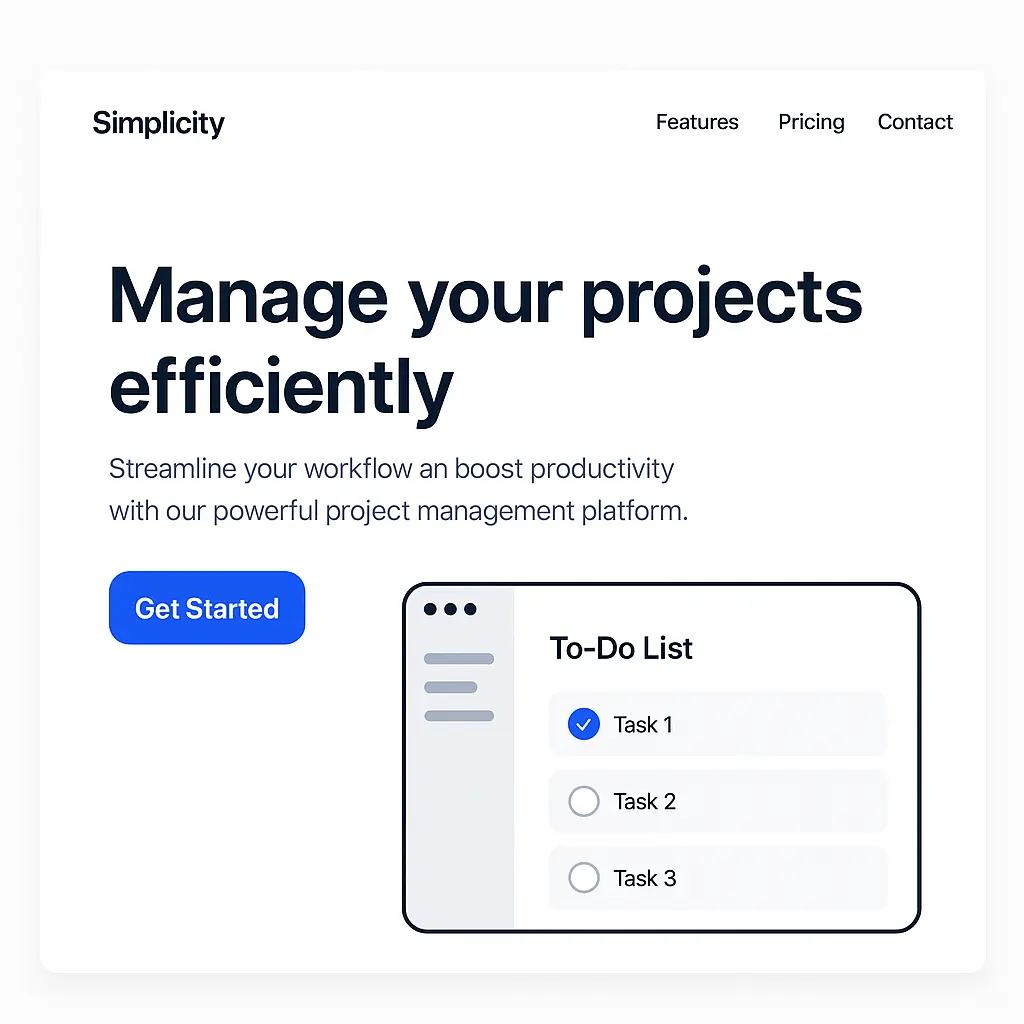 Simplicity
Features Pricing Contact
Manage your projects
efficiently
Streamline your workflow an boost productivity
with our powerful project management platform.
Get Started
To-Do List
Task 1
Task 2
Task 3